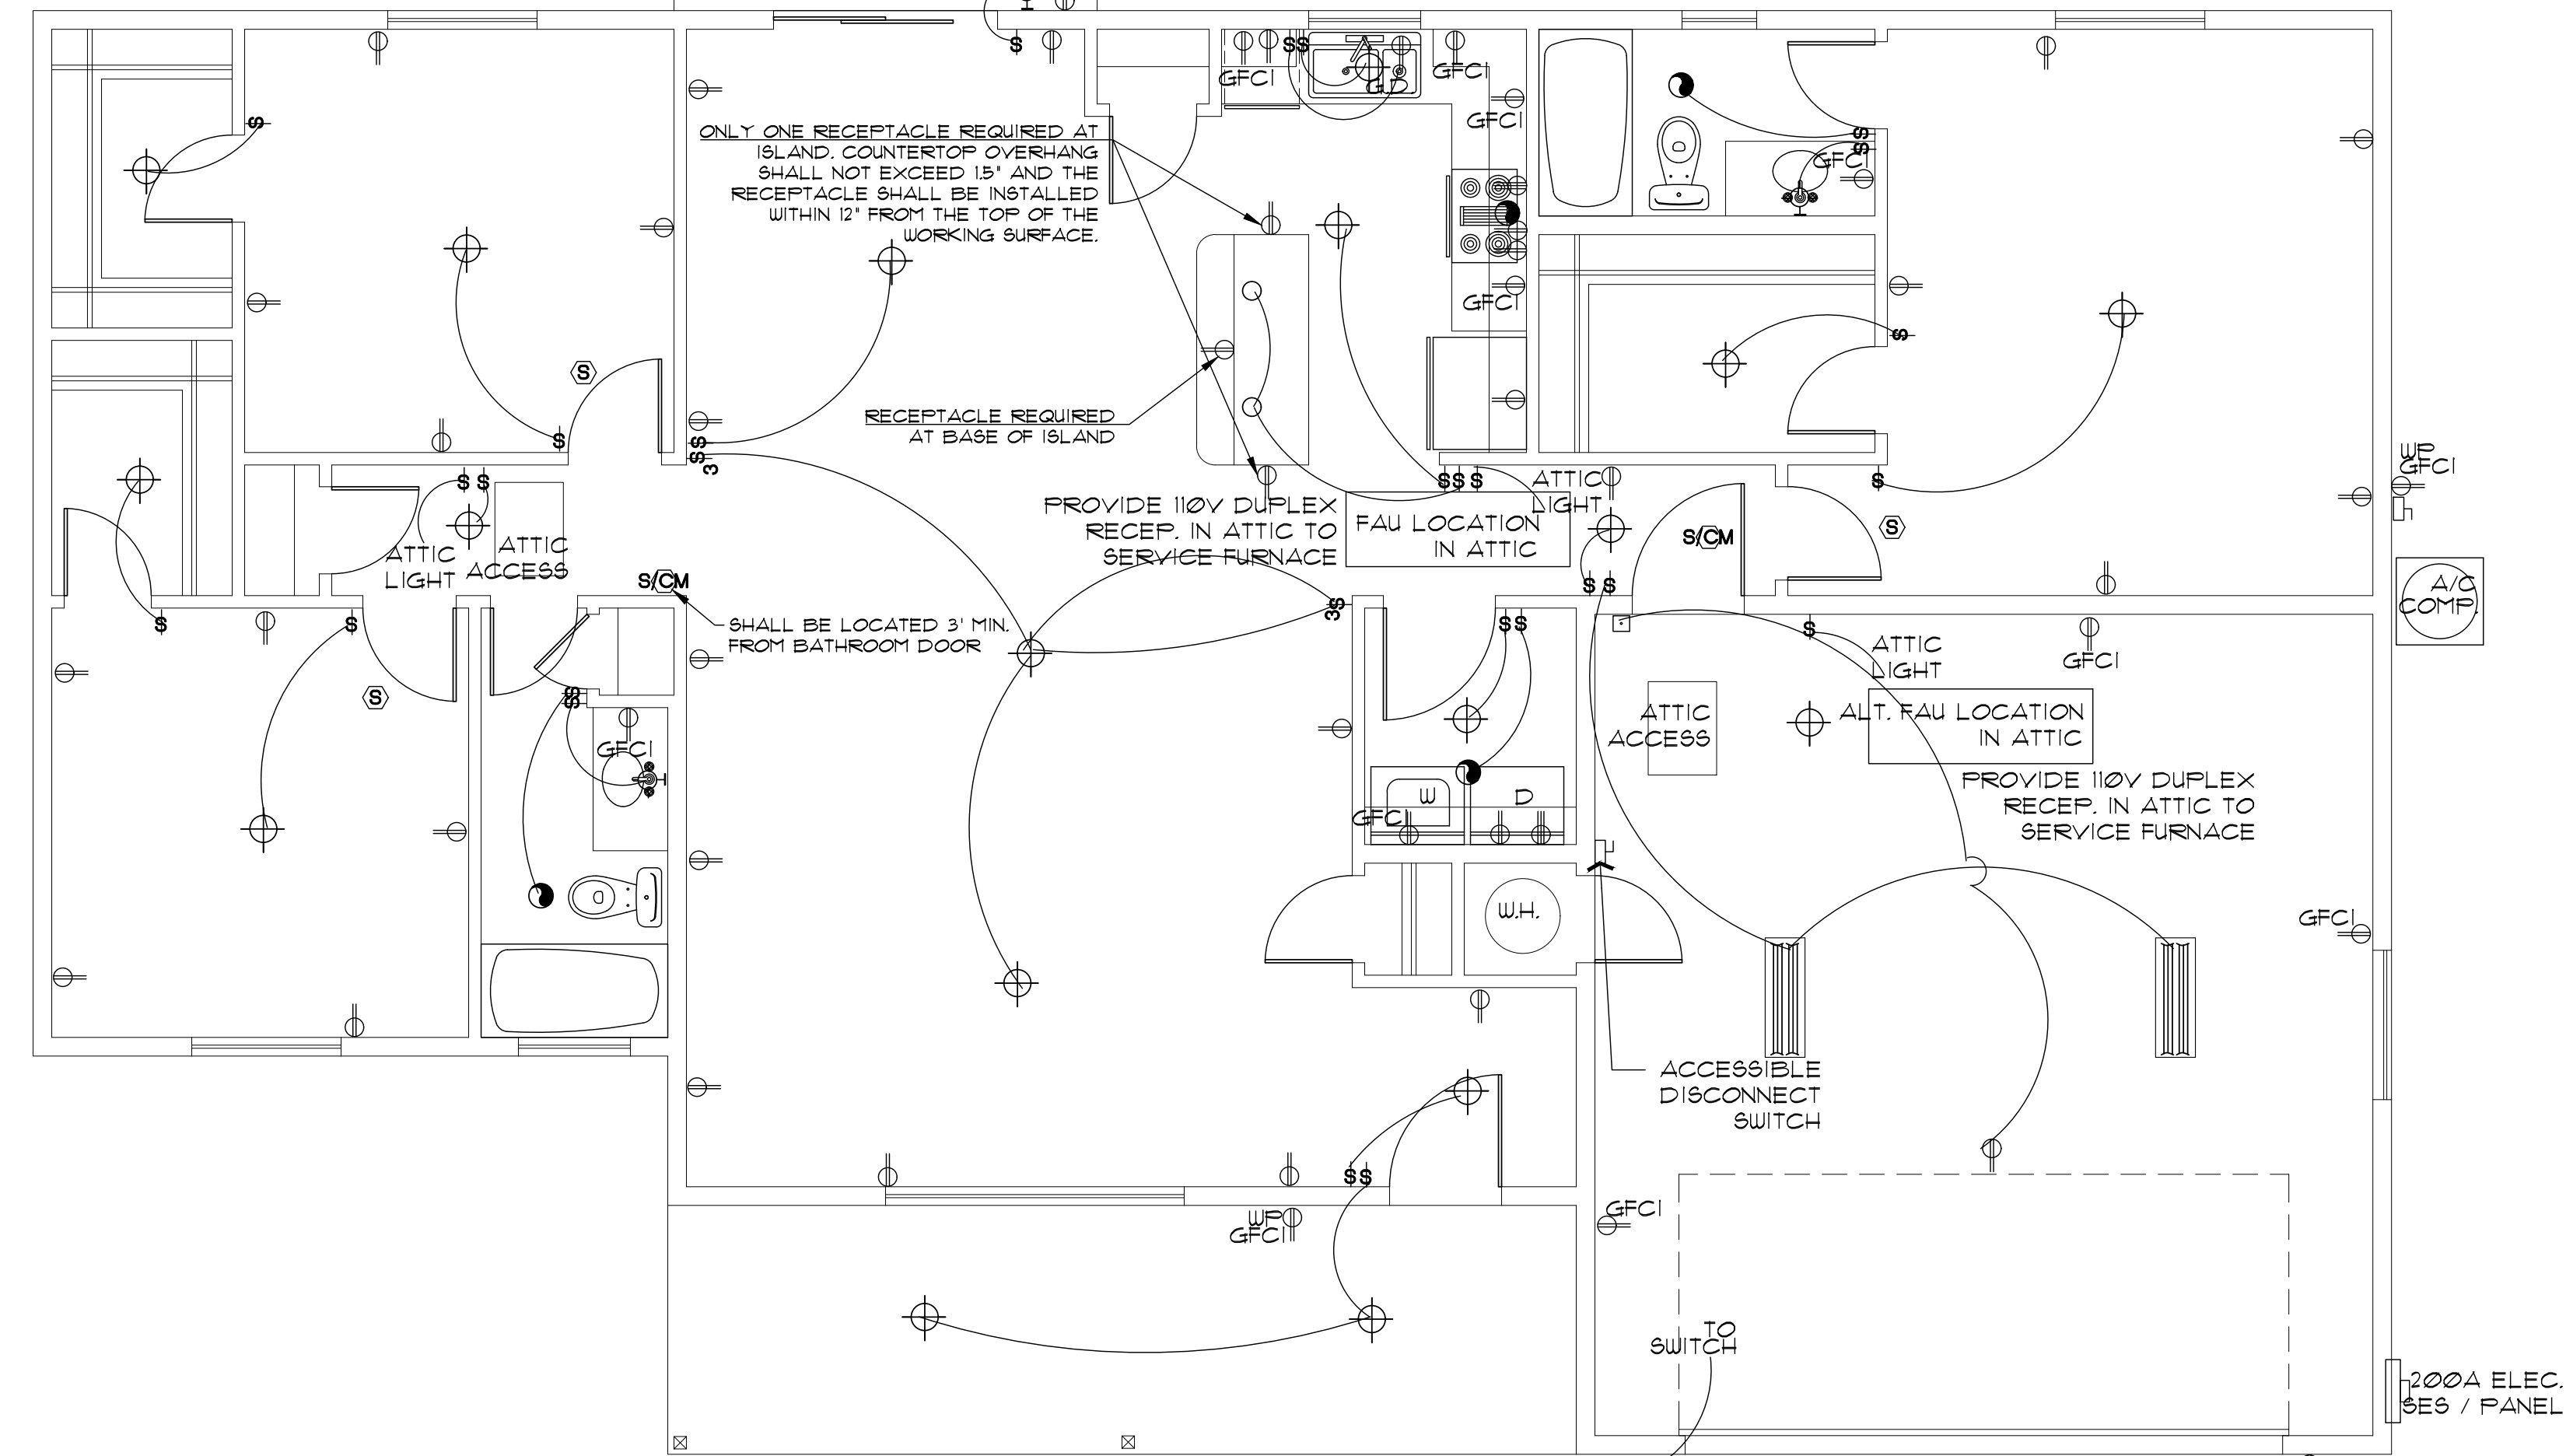 GFCI
GD
GFCI
GFCI
ONLY ONE RECEPTACLE REQUIRED AT
ISLAND. COUNTERTOP OVERHANG
SHALL NOT EXCEED 15" AND THE
RECEPTACLE SHALL BE INSTALLED
WITHIN 12" FROM THE TOP OF THE
WORKING SURFACE.
$
$
$$
$
$
GFCI
GFCI
$
S
RECEPTACLE REQUIRED
AT BASE OF ISLAND
$
$
$$
3
$
WP
GFCI
$ $
$$ $
ATTIC
LIGHT
PROVIDE 110V DUPLEX
RECEP. IN ATTIC TO
SERVICE FURNACE
FAU LOCATION
IN ATTIC
S/CM
S
ATTIC
LIGHT
ATTIC
ACCESS
S/CM
SHALL BE LOCATED 3' MIN.
FROM BATHROOM DOOR
A/C
COMP.
$ $
3$
$
$
$$
$
ATTIC
LIGHT
GFCI
S
$
$
GFCI
ATTIC
ACCESS
ALT. FAU LOCATION
IN ATTIC
PROVIDE 110V DUPLEX
RECEP. IN ATTIC TO
SERVICE FURNACE
W
D
GFCI
W.H.
GFCI
ACCESSIBLE
DISCONNECT
SWITCH
$$
WP
GFCI
GFCI
TO
SWITCH
200A ELEC.
SES / PANEL